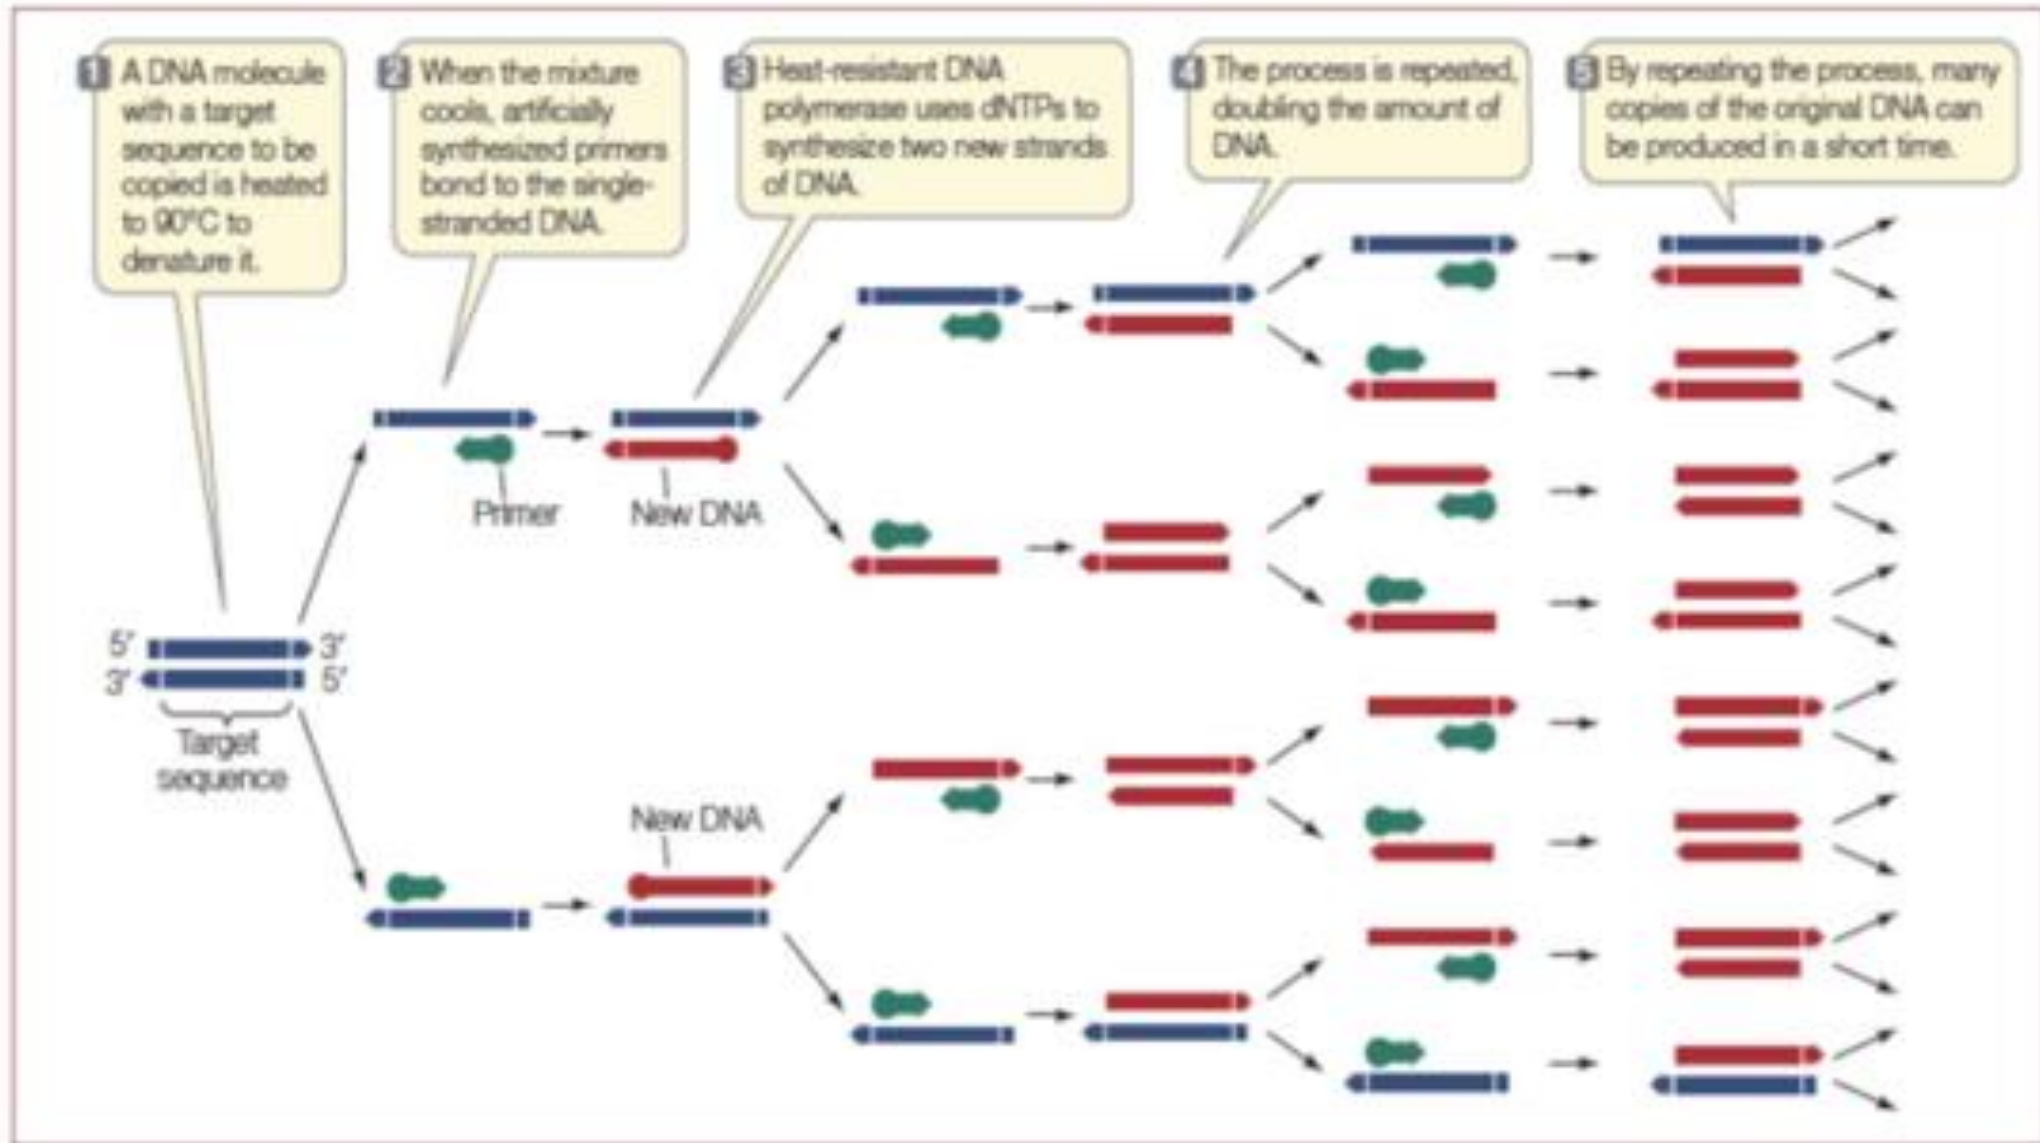 1 A DNA molecule
with a target
sequence to be
copied is heated
to 90°C to
denature it.
2 When the mixture
cools, artificially
synthesized primers
bond to the single-
stranded DNA.
3 Heat-resistant DNA
polymerase uses dNTPs to
synthesize two new strands
of DNA.
4 The process is repeated,
doubling the amount of
DNA.
5 By repeating the process, many
copies of the original DNA can
be produced in a short time.
Primer
New DNA
5' 3'
3' 5'
Target
sequence
New DNA